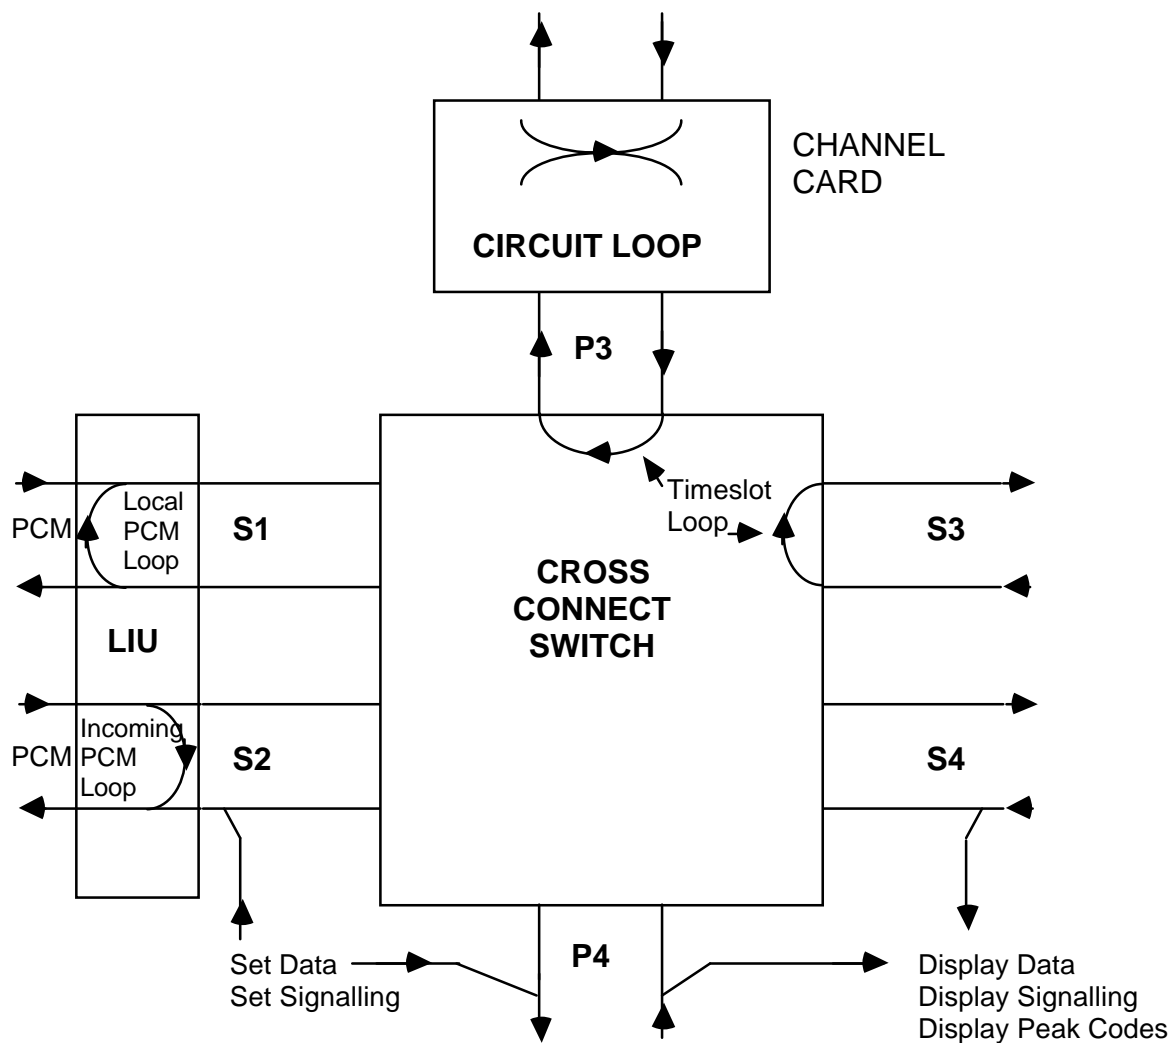 CHANNEL
CARD
CIRCUIT LOOP
P3
Timeslot
Loop
PCM
Local
PCM
Loop
S1
S3
CROSS
CONNECT
SWITCH
LIU
PCM
Incoming
PCM
Loop
S2
S4
Set Data
Set Signalling
P4
Display Data
Display Signalling
Display Peak Codes